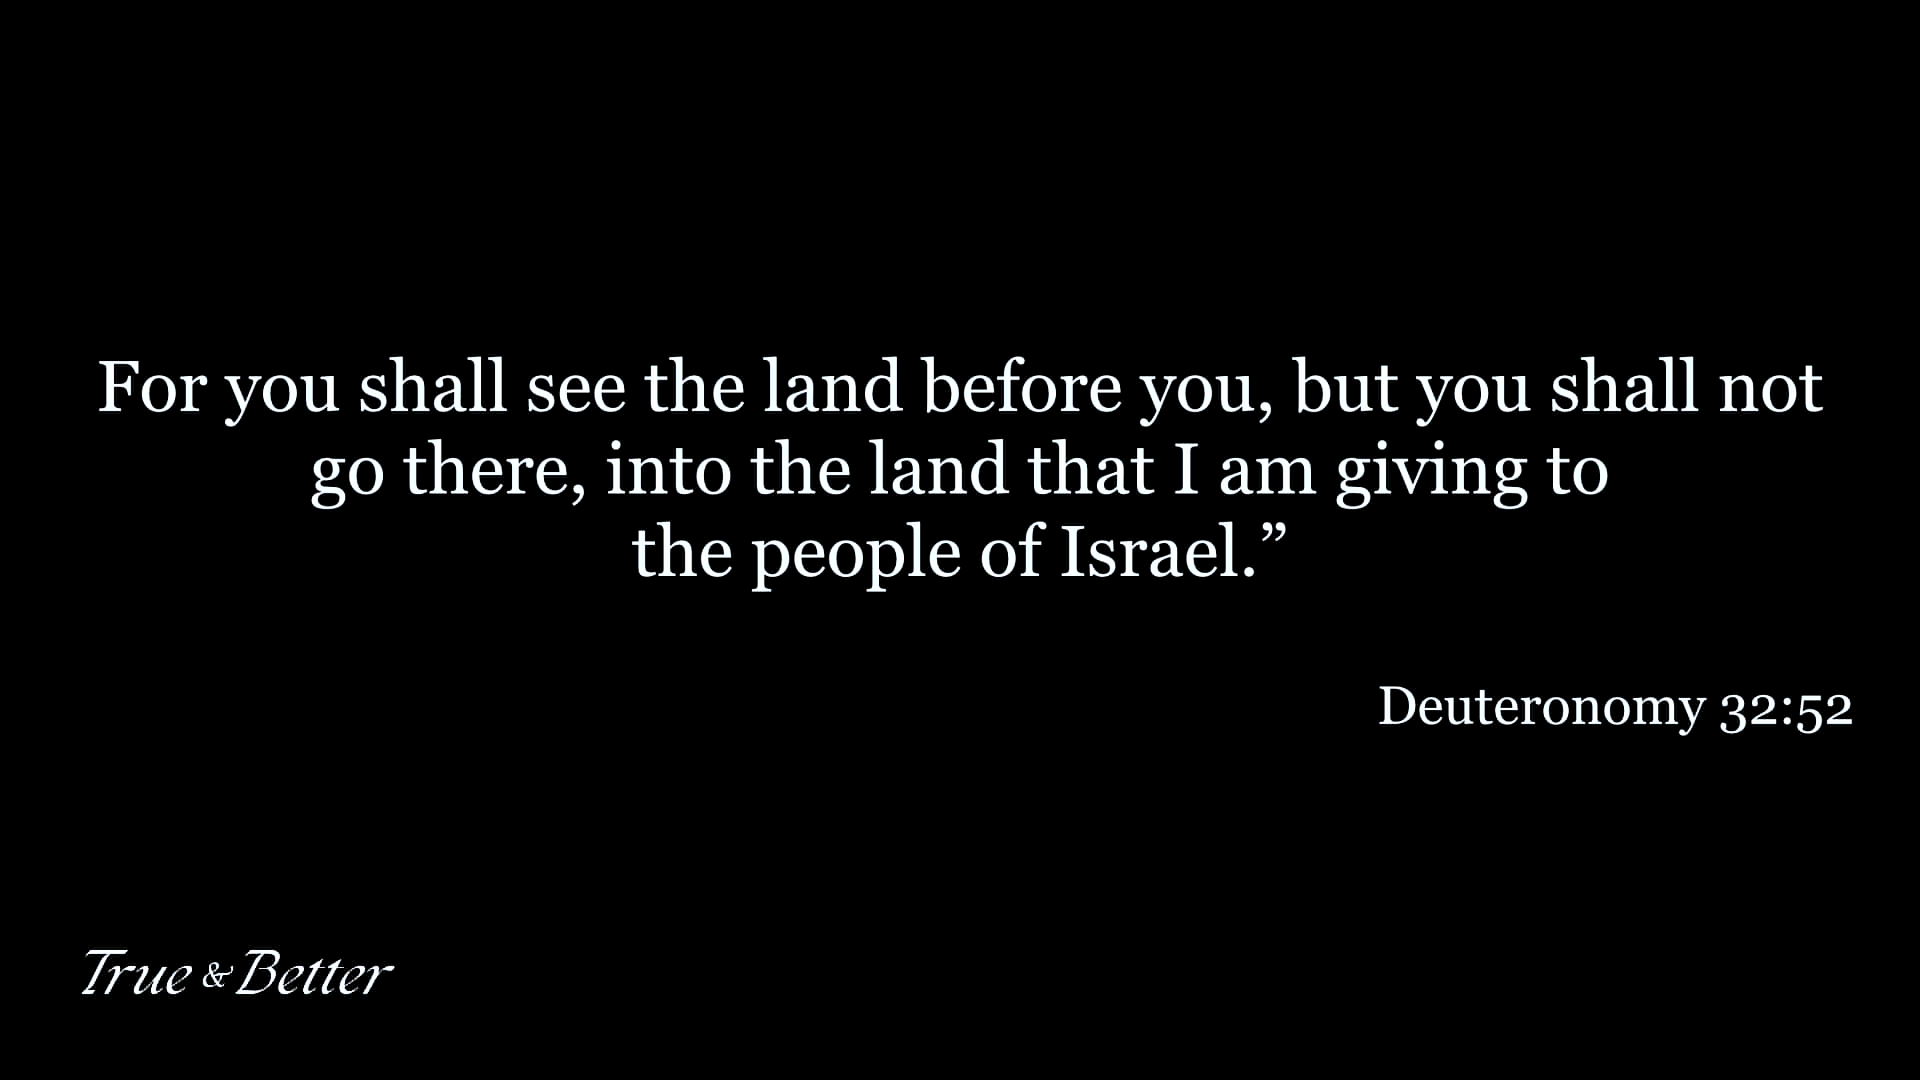 For you shall see the land before you, but you shall not
go there, into the land that I am giving to
the people of Israel.”
Deuteronomy 32:52
True & Better